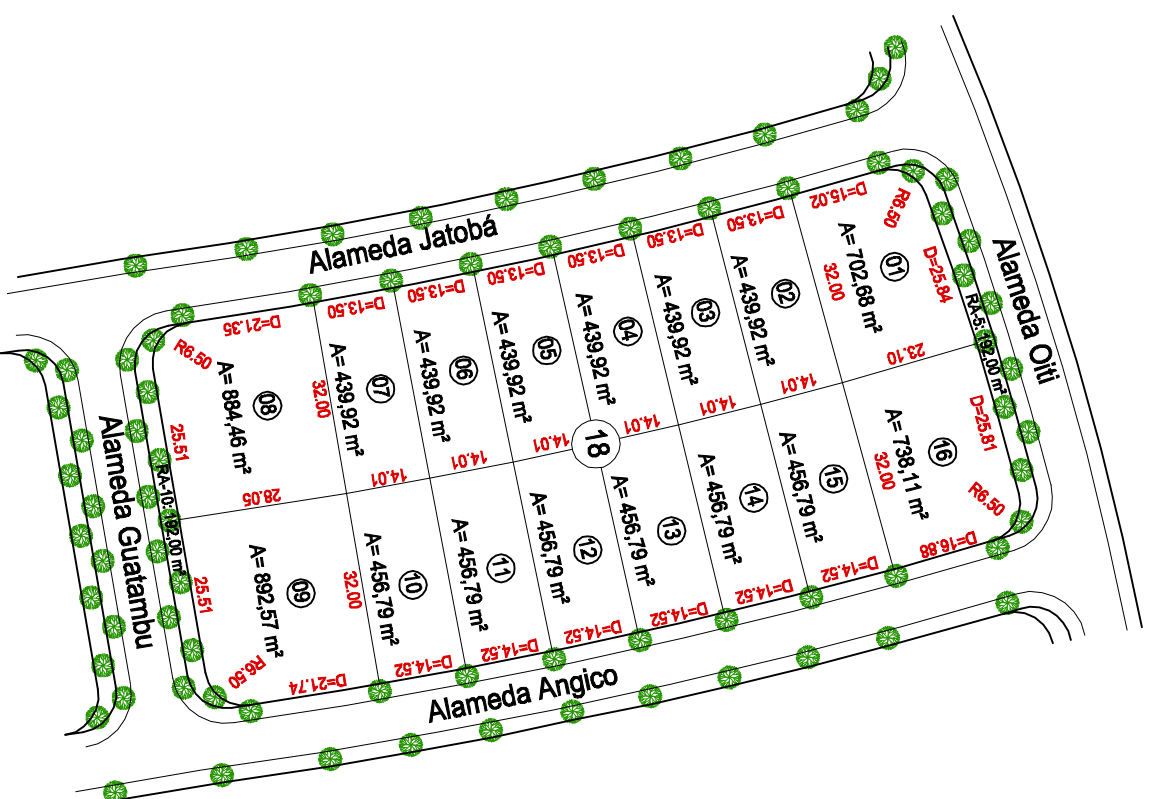 Alameda Jatobá
Alameda Oiti
Alameda Guatambu
Alameda Angico
18
D=21.35
D=13.50
D=13.50
D=13.50
D=13.50
D=13.50
D=13.50
D=15.02
R6.50
R6.50
08
A= 884,46 m²
07
A= 439,92 m²
06
A= 439,92 m²
05
A= 439,92 m²
04
A= 439,92 m²
03
A= 439,92 m²
02
A= 439,92 m²
01
A= 702,68 m²
32.00
32.00
25.51
D=25.84
RA-10: 192,00 m²
RA-5: 192,00 m²
28.05
14.01
14.01
14.01
14.01
14.01
14.01
23.10
09
A= 892,57 m²
10
A= 456,79 m²
11
A= 456,79 m²
12
A= 456,79 m²
13
A= 456,79 m²
14
A= 456,79 m²
15
A= 456,79 m²
16
A= 738,11 m²
32.00
32.00
25.51
D=25.81
R6.50
R6.50
D=21.74
D=14.52
D=14.52
D=14.52
D=14.52
D=14.52
D=14.52
D=16.88